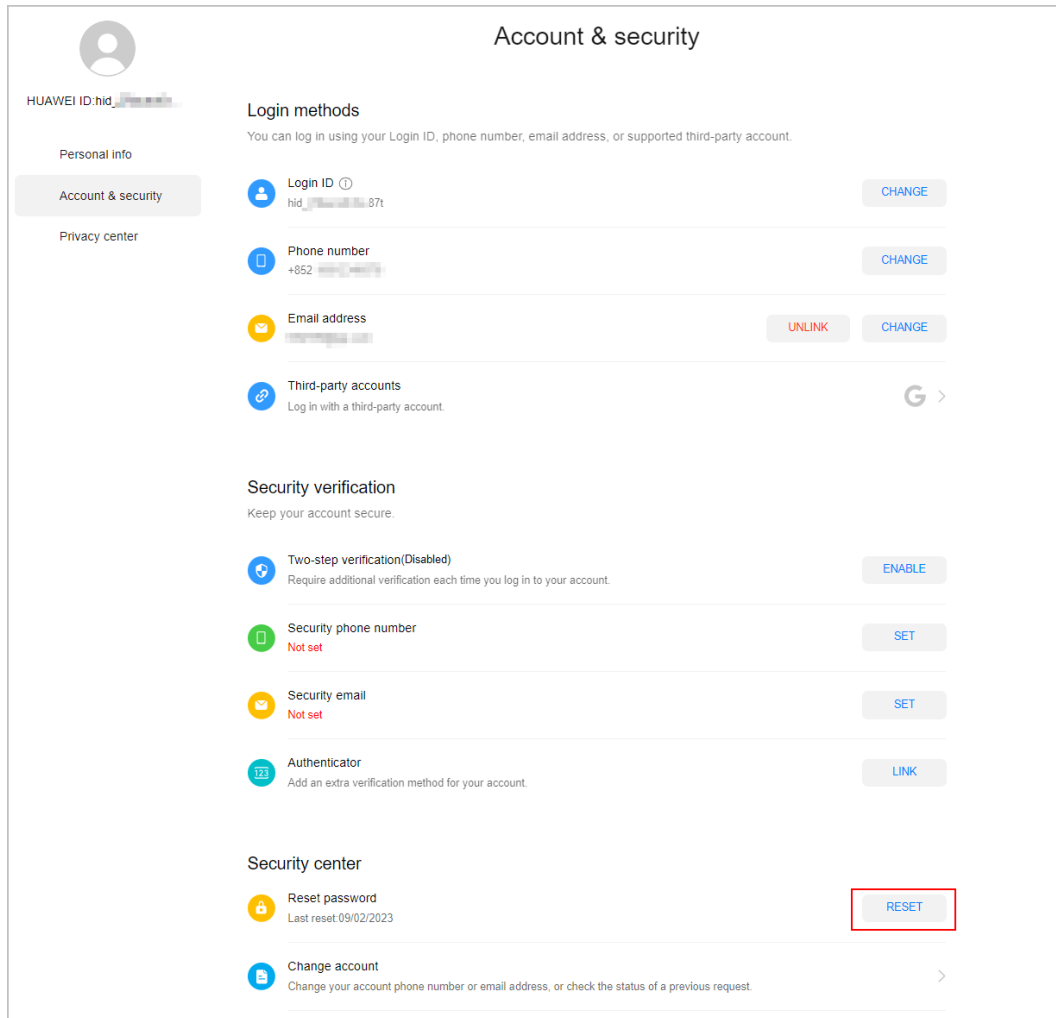 Account & security
HUAWEI ID:hid_
Personal info
Account & security
Privacy center
Login methods
You can log in using your Login ID, phone number, email address, or supported third-party account.
Login ID
hid_ 87t
CHANGE
Phone number
+852
CHANGE
Email address
UNLINK
CHANGE
Third-party accounts
Log in with a third-party account.
G
Security verification
Keep your account secure.
Two-step verification(Disabled)
Require additional verification each time you log in to your account.
ENABLE
Security phone number
Not set
SET
Security email
Not set
SET
123
Authenticator
Add an extra verification method for your account.
LINK
Security center
Reset password
Last reset:09/02/2023
RESET
Change account
Change your account phone number or email address, or check the status of a previous request.